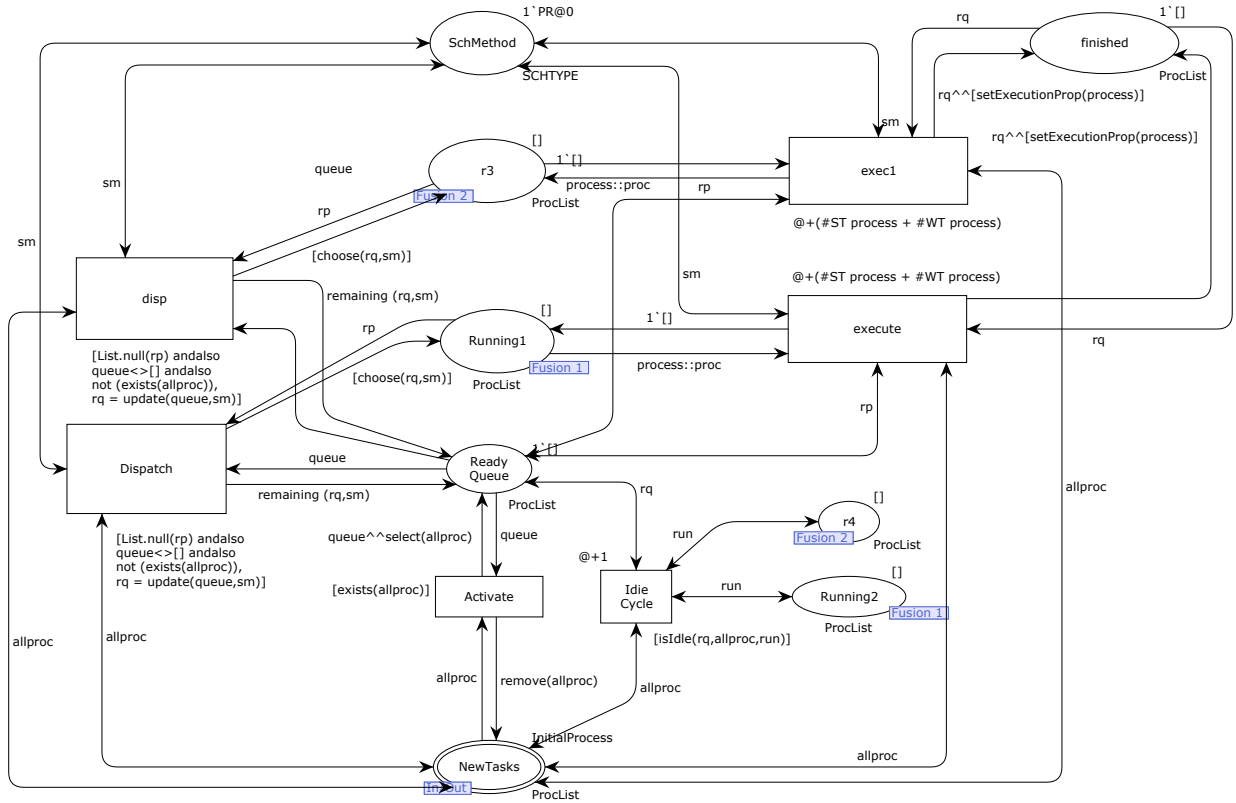 1`PR@0
SchMethod
SCHTYPE
rq
1`[]
finished
ProcList
rq^^[setExecutionProp(process)]
rq^^[setExecutionProp(process)]
sm
exec1
@+(#ST process + #WT process)
queue
[]
r3
1`[]
process::proc
rp
Fusion 2
ProcList
sm
rp
[choose(rq,sm)]
sm
disp
remaining (rq,sm)
sm
@+(#ST process + #WT process)
execute
[List.null(rp) andalso
queue<>[] andalso
not (exists(allproc)),
rq = update(queue,sm)]
rp
[]
Running1
1`[]
Fusion 1
process::proc
[choose(rq,sm)]
ProcList
rq
rp
Dispatch
queue
remaining (rq,sm)
1`[]
Ready
Queue
ProcList
rq
allproc
[List.null(rp) andalso
queue<>[] andalso
not (exists(allproc)),
rq = update(queue,sm)]
queue^^select(allproc)
queue
run
[]
r4
Fusion 2
ProcList
@+1
[exists(allproc)]
Activate
Idie
Cycle
run
[]
Running2
Fusion 1
ProcList
[isIdle(rq,allproc,run)]
allproc
allproc
allproc
remove(allproc)
allproc
InitialProcess
NewTasks
In/Out
ProcList
allproc